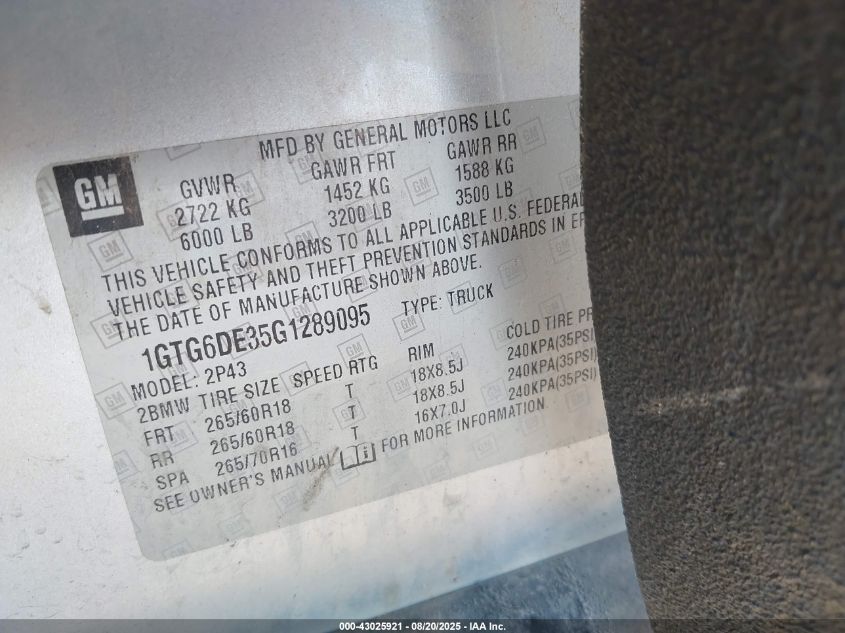 MFD BY GENERAL MOTORS LLC
GM
GVWR GAWR FRT GAWR RR
2722 KG 1452 KG 1588 KG
6000 LB 3200 LB 3500 LB
THIS VEHICLE CONFORMS TO ALL APPLICABLE U.S. FEDERAL
VEHICLE SAFETY AND THEFT PREVENTION STANDARDS IN EF
THE DATE OF MANUFACTURE SHOWN ABOVE.
1GTG6DE35G1289095 TYPE: TRUCK
MODEL: 2P43
2BMW TIRE SIZE SPEED RTG RIM COLD TIRE PR
FRT 265/60R18 T 18X8.5J 240KPA(35PSI)
RR 265/60R18 T 18X8.5J 240KPA(35PSI)
SPA 265/70R16 T 16X7.0J 240KPA(35PSI)
SEE OWNER'S MANUAL FOR MORE INFORMATION
000-43025921 - 08/20/2025 - IAA Inc.